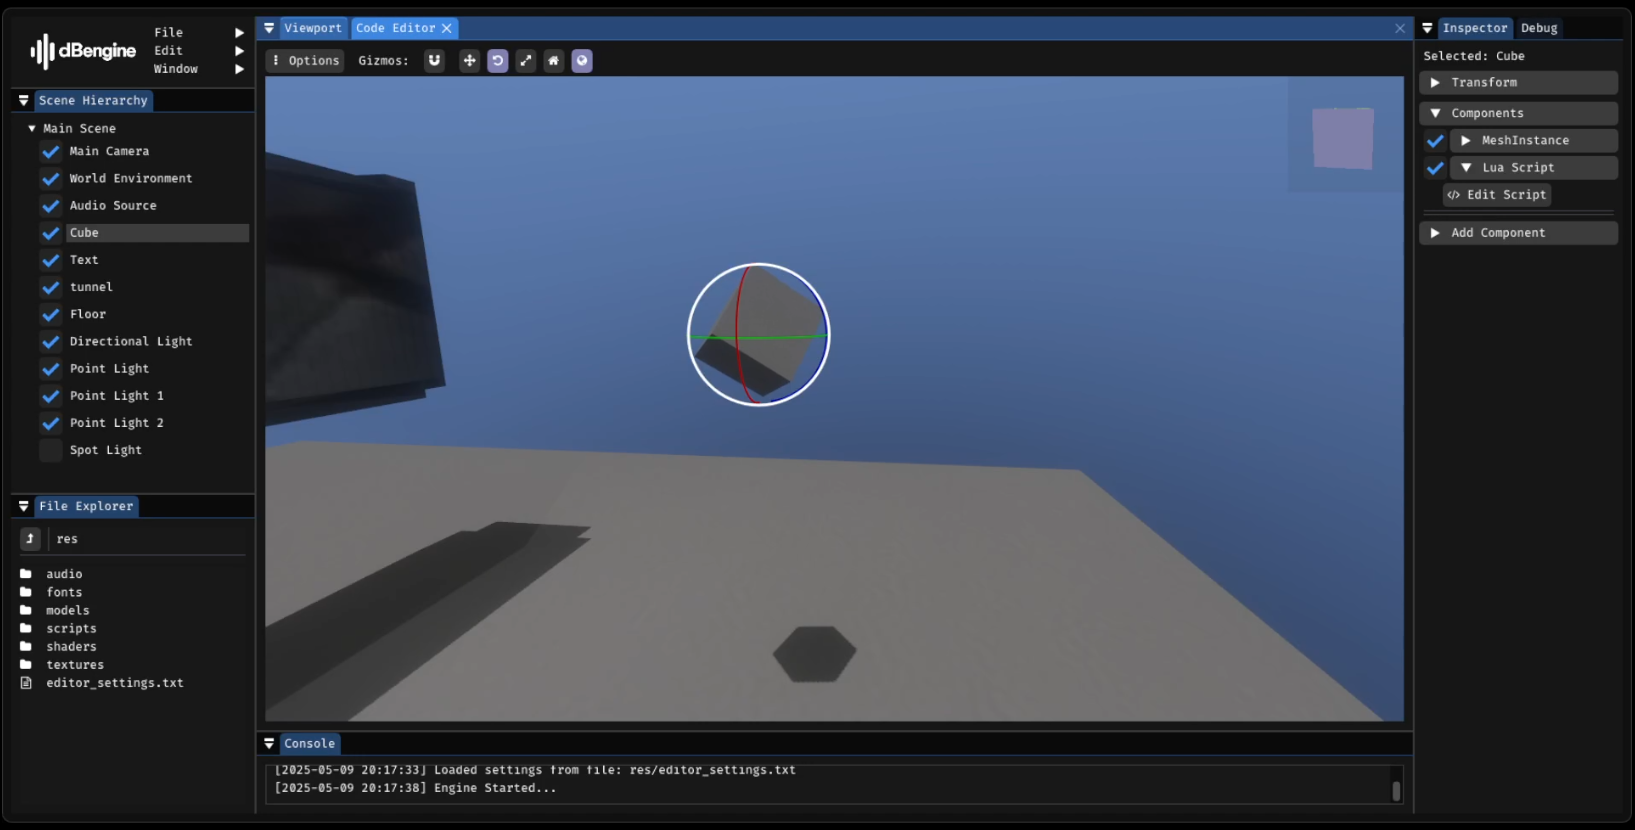 dBengine
File
Edit
Window
Scene Hierarchy
Main Scene
Main Camera
World Environment
Audio Source
Cube
Text
tunnel
Floor
Directional Light
Point Light
Point Light 1
Point Light 2
Spot Light
File Explorer
res
audio
fonts
models
scripts
shaders
textures
editor_settings.txt
Viewport Code Editor
Options Gizmos:
Console
[2025-05-09 20:17:33] Loaded settings from file: res/editor_settings.txt
[2025-05-09 20:17:38] Engine Started...
Inspector Debug
Selected: Cube
Transform
Components
MeshInstance
Lua Script
</> Edit Script
Add Component